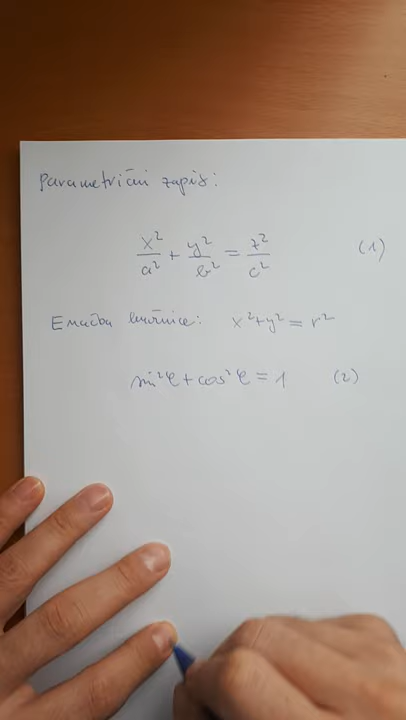 Parametrični zapis:
x²/a² + y²/b² = z²/c² (1)
Enačba krožnice: x²+y² = r²
sin²φ + cos²φ = 1 (2)